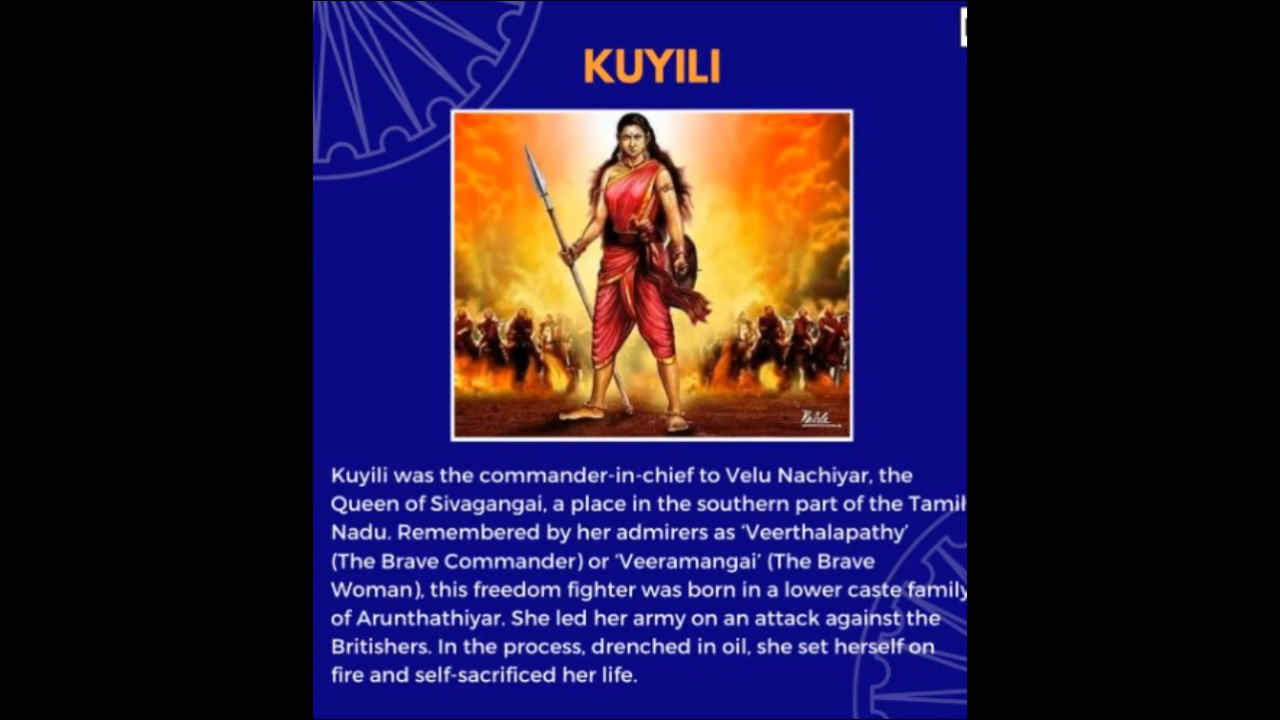 KUYILI
Kuyili was the commander-in-chief to Velu Nachiyar, the
Queen of Sivagangai, a place in the southern part of the Tamil
Nadu. Remembered by her admirers as ‘Veerthalapathy’
(The Brave Commander) or ‘Veeramangai’ (The Brave
Woman), this freedom fighter was born in a lower caste family
of Arunthathiyar. She led her army on an attack against the
Britishers. In the process, drenched in oil, she set herself on
fire and self-sacrificed her life.